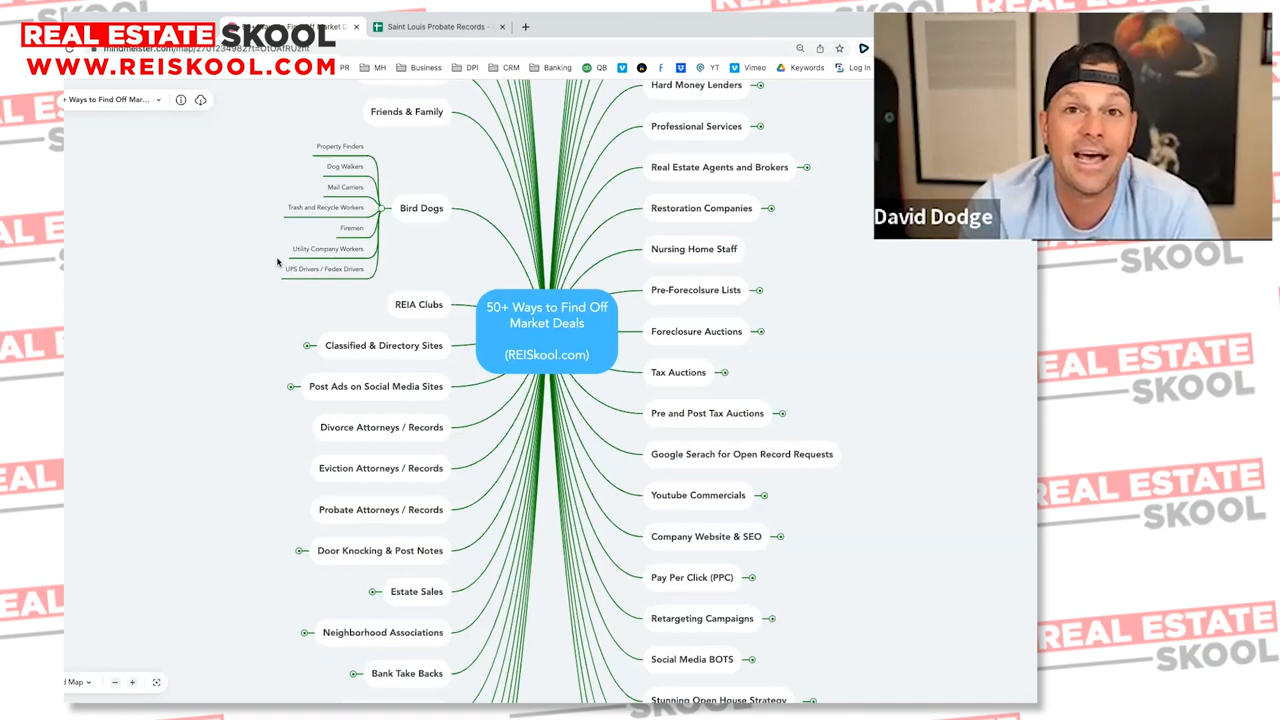 REAL ESTATE SKOOL
WWW.REISKOOL.COM
Saint Louis Probate Records -
PR
MH
Business
DPI
CRM
Banking
QB
YT
Vimeo
Keywords
Log In
Ways to Find Off Mar...
Friends & Family
Property Finders
Dog Walkers
Mail Carriers
Trash and Recycle Workers
Firemen
Utility Company Workers
UPS Drivers / Fedex Drivers
Bird Dogs
REIA Clubs
Classified & Directory Sites
Post Ads on Social Media Sites
Divorce Attorneys / Records
Eviction Attorneys / Records
Probate Attorneys / Records
Door Knocking & Post Notes
Estate Sales
Neighborhood Associations
Bank Take Backs
d Map
50+ Ways to Find Off
Market Deals
(REISkool.com)
Hard Money Lenders
Professional Services
Real Estate Agents and Brokers
Restoration Companies
Nursing Home Staff
Pre-Forecolsure Lists
Foreclosure Auctions
Tax Auctions
Pre and Post Tax Auctions
Google Serach for Open Record Requests
Youtube Commercials
Company Website & SEO
Pay Per Click (PPC)
Retargeting Campaigns
Social Media BOTS
Stunning Open House Strategy
David Dodge
REAL ESTATE
SKOOL
REAL ESTATE
SKOOL
REAL ESTATE
SKOOL